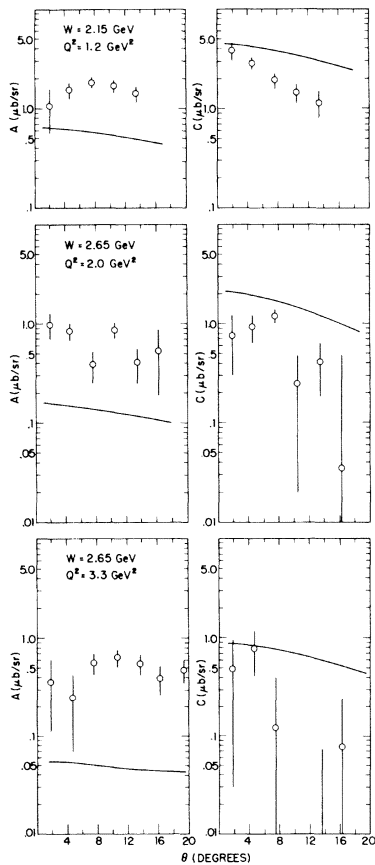 W = 2.15 GeV
Q² = 1.2 GeV²
A (μb/sr)
5.0
1.0
.5
.1
C (μb/sr)
5.0
1.0
.5
.1
W = 2.65 GeV
Q² = 2.0 GeV²
A (μb/sr)
5.0
1.0
.5
.1
.05
.01
C (μb/sr)
5.0
1.0
.5
.1
.05
.01
W = 2.65 GeV
Q² = 3.3 GeV²
A (μb/sr)
5.0
1.0
0.5
0.1
.05
.01
4 8 12 16 20
C (μb/sr)
5.0
1.0
.5
.1
.05
.01
4 8 12 16 20
θ (DEGREES)